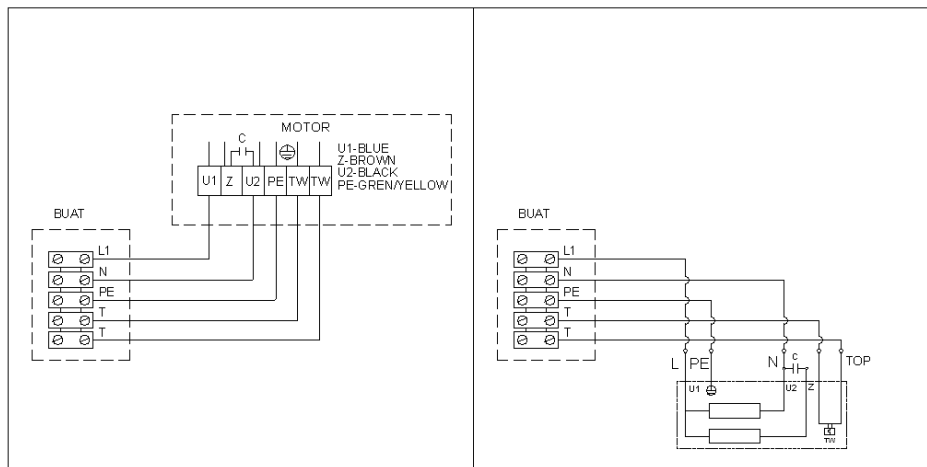 MOTOR
C
U1-BLUE
Z-BROWN
U2-BLACK
PE-GREN/YELLOW
U1 Z U2 PE TW TW
BUAT
L1
N
PE
T
T
BUAT
L1
N
PE
T
T
L PE N C TOP
U1 U2 Z
TW